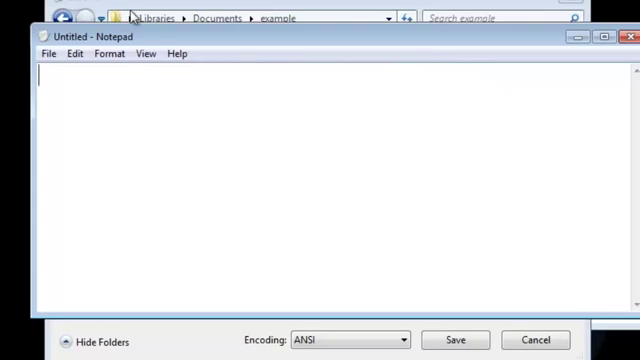 Libraries Documents example Search example
Untitled - Notepad
File Edit Format View Help
Hide Folders Encoding: ANSI Save Cancel